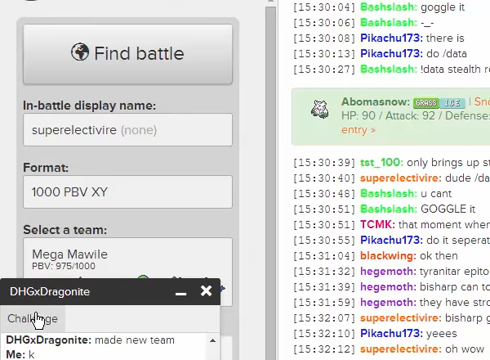 Find battle
In-battle display name:
superelectivire (none)
Format:
1000 PBV XY
Select a team:
Mega Mawile
PBV: 975/1000
DHGxDragonite
Challenge
DHGxDragonite: made new team
Me: k
[15:30:04] Bashslash: goggle it
[15:30:06] Bashslash: -_-
[15:30:08] Pikachu173: there is
[15:30:13] Pikachu173: do /data
[15:30:27] Bashslash: !data stealth r
Abomasnow: GRASS ICE | Sno
HP: 90 / Attack: 92 / Defense:
entry »
[15:30:39] tst_100: only brings up s
[15:30:40] superelectivire: dude /da
[15:30:48] Bashslash: u cant
[15:30:51] Bashslash: GOGGLE it
[15:30:51] TCMK: that moment when
[15:30:55] Pikachu173: do it seperat
[15:31:04] blackwing: ok then
[15:31:32] hegemoth: tyranitar epito
[15:31:39] hegemoth: bisharp can to
[15:31:59] hegemoth: they have stro
[15:32:07] superelectivire: bisharp g
[15:32:10] Pikachu173: yeees
[15:32:12] superelectivire: oh wow